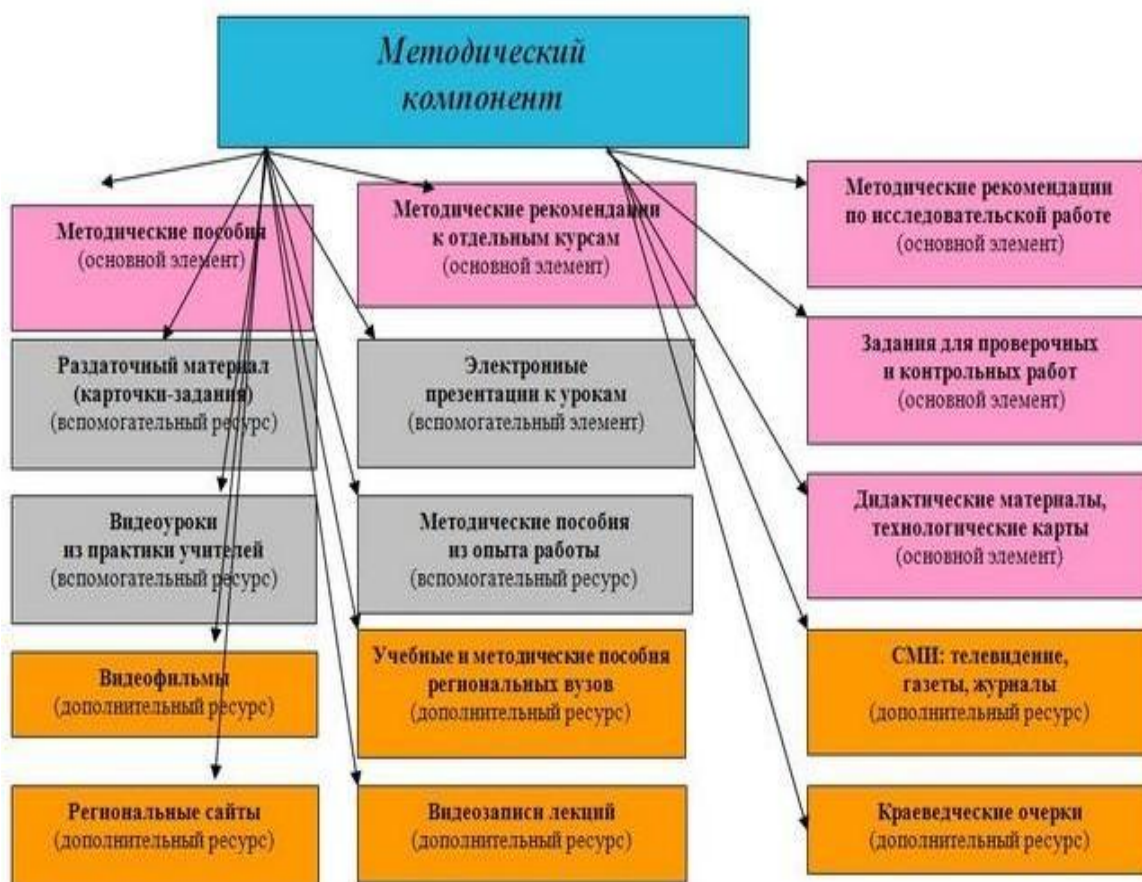 Методический
компонент
Методические пособия
(основной элемент)
Методические рекомендации
к отдельным курсам
(основной элемент)
Методические рекомендации
по исследовательской работе
(основной элемент)
Раздаточный материал
(карточки-задания)
(вспомогательный ресурс)
Электронные
презентации к урокам
(вспомогательный элемент)
Задания для проверочных
и контрольных работ
(основной элемент)
Видеоуроки
из практики учителей
(вспомогательный ресурс)
Методические пособия
из опыта работы
(вспомогательный ресурс)
Дидактические материалы,
технологические карты
(основной элемент)
Видеофильмы
(дополнительный ресурс)
Учебные и методические пособия
региональных вузов
(дополнительный ресурс)
СМИ: телевидение,
газеты, журналы
(дополнительный ресурс)
Региональные сайты
(дополнительный ресурс)
Видеозаписи лекций
(дополнительный ресурс)
Краеведческие очерки
(дополнительный ресурс)